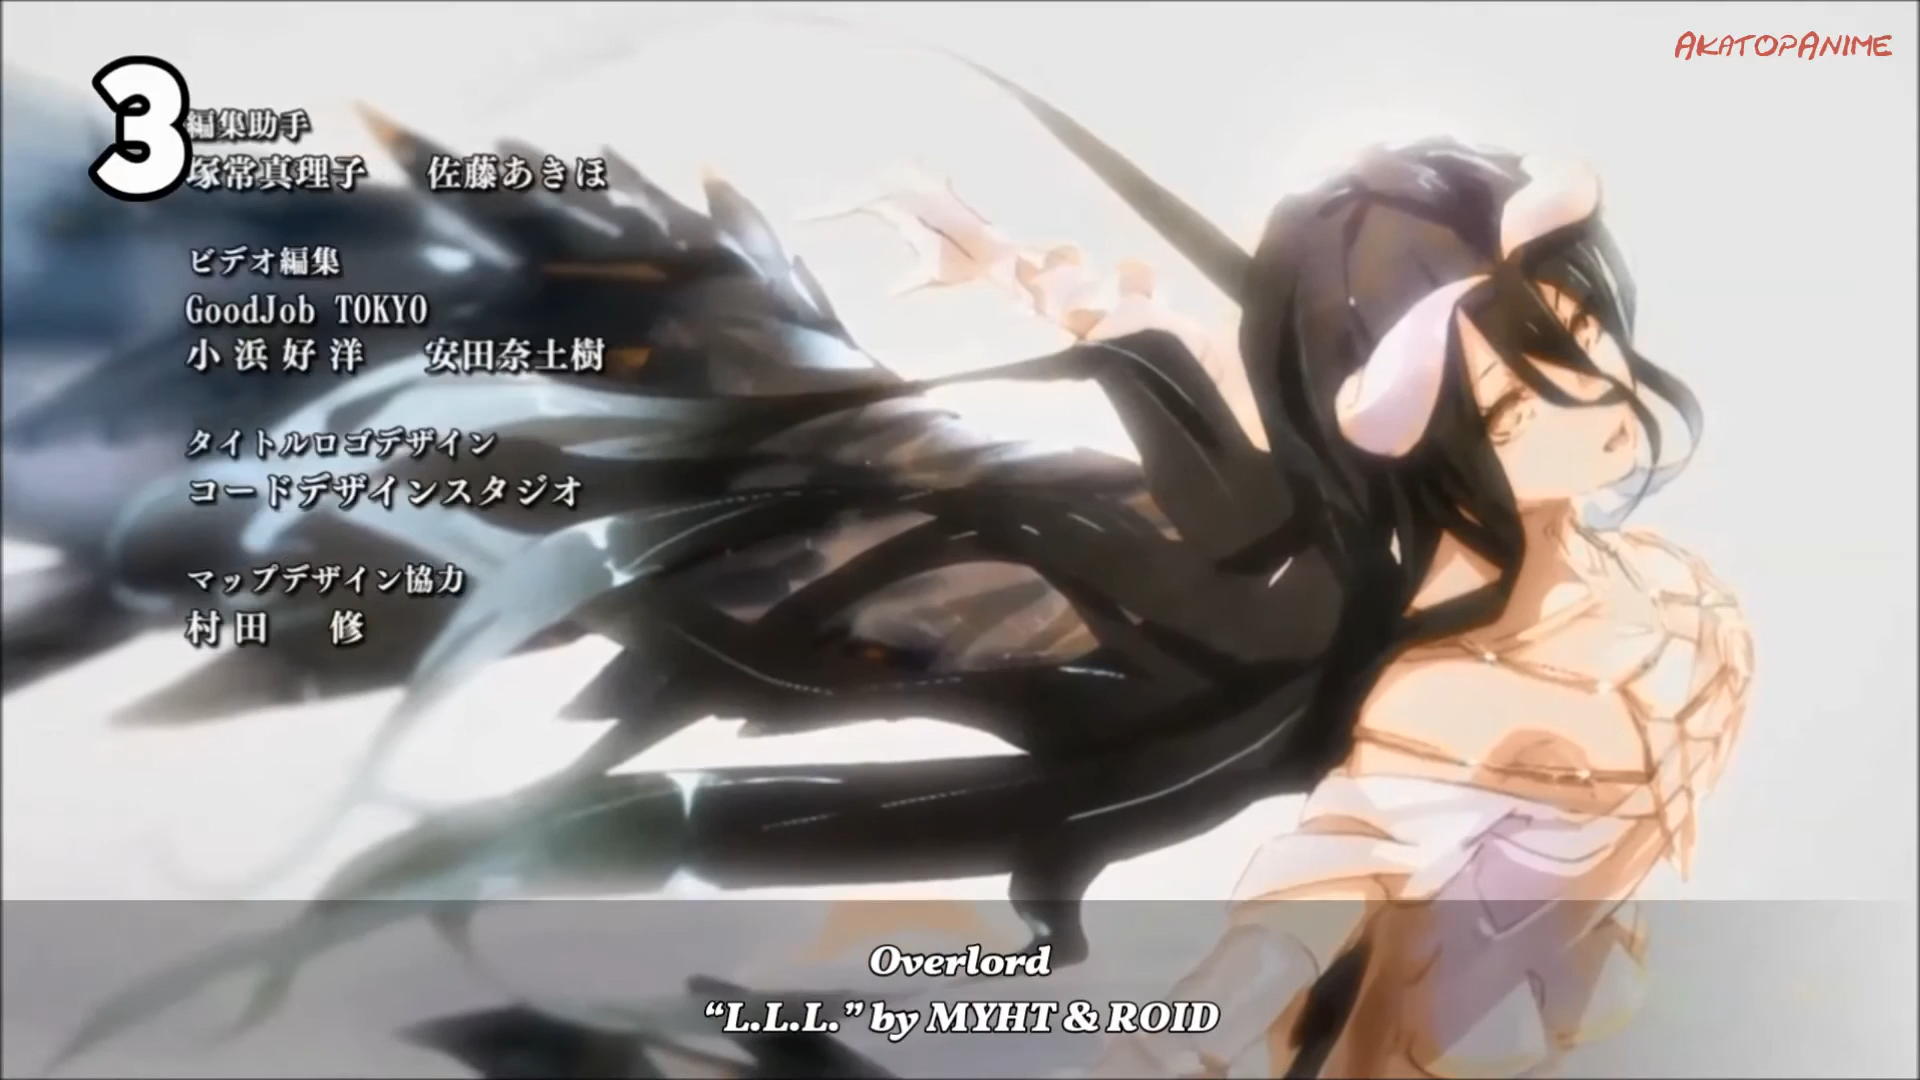 AKATOPANIME
3
編集助手
塚常真理子 佐藤あきほ
ビデオ編集
GoodJob TOKYO
小浜好洋 安田奈土樹
タイトルロゴデザイン
コードデザインスタジオ
マップデザイン協力
村田 修
Overlord
“L.L.L.” by MYHT & ROID